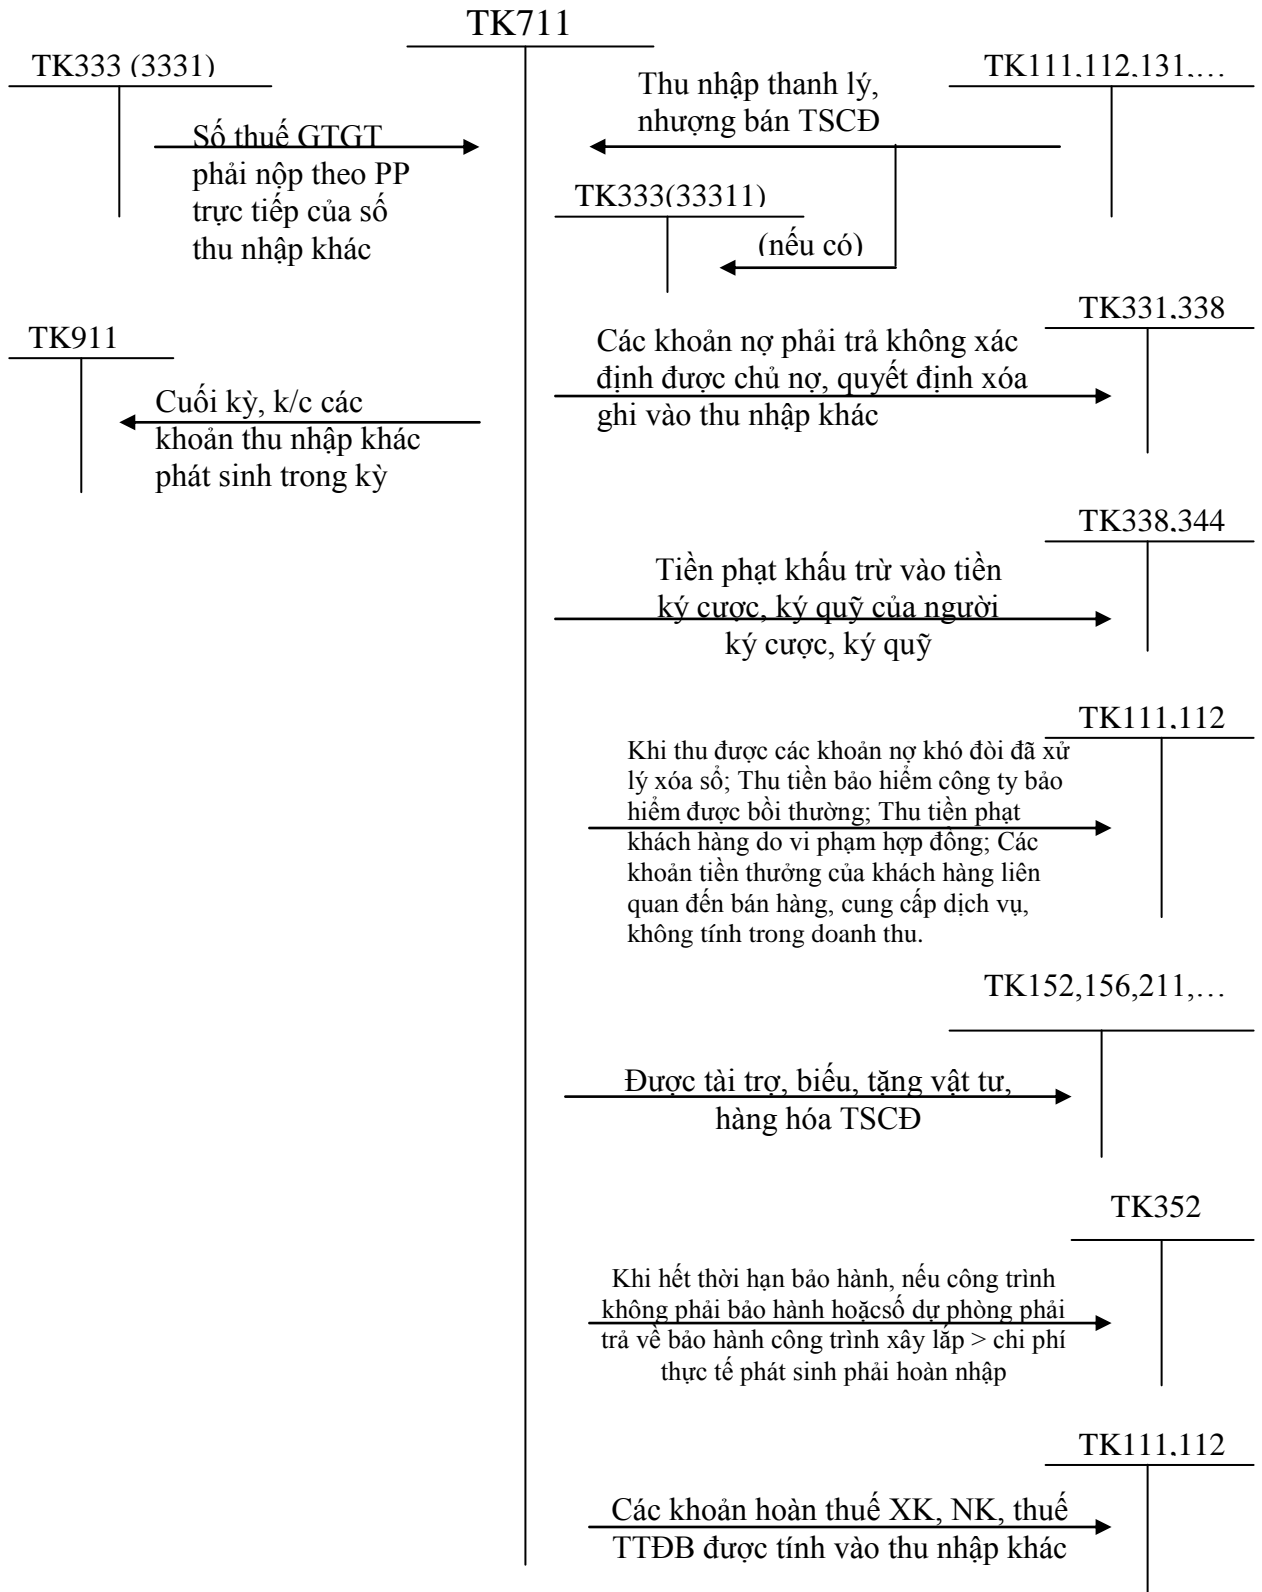 TK711
TK333 (3331)
TK111,112,131,…
Thu nhập thanh lý,
nhượng bán TSCĐ
Số thuế GTGT
phải nộp theo PP
trực tiếp của số
thu nhập khác
TK333(33311)
(nếu có)
TK331,338
TK911
Các khoản nợ phải trả không xác
định được chủ nợ, quyết định xóa
ghi vào thu nhập khác
Cuối kỳ, k/c các
khoản thu nhập khác
phát sinh trong kỳ
TK338,344
Tiền phạt khấu trừ vào tiền
ký cược, ký quỹ của người
ký cược, ký quỹ
TK111,112
Khi thu được các khoản nợ khó đòi đã xử
lý xóa sổ; Thu tiền bảo hiểm công ty bảo
hiểm được bồi thường; Thu tiền phạt
khách hàng do vi phạm hợp đồng; Các
khoản tiền thưởng của khách hàng liên
quan đến bán hàng, cung cấp dịch vụ,
không tính trong doanh thu.
TK152,156,211,…
Được tài trợ, biếu, tặng vật tư,
hàng hóa TSCĐ
TK352
Khi hết thời hạn bảo hành, nếu công trình
không phải bảo hành hoặcsố dự phòng phải
trả về bảo hành công trình xây lắp > chi phí
thực tế phát sinh phải hoàn nhập
TK111,112
Các khoản hoàn thuế XK, NK, thuế
TTĐB được tính vào thu nhập khác